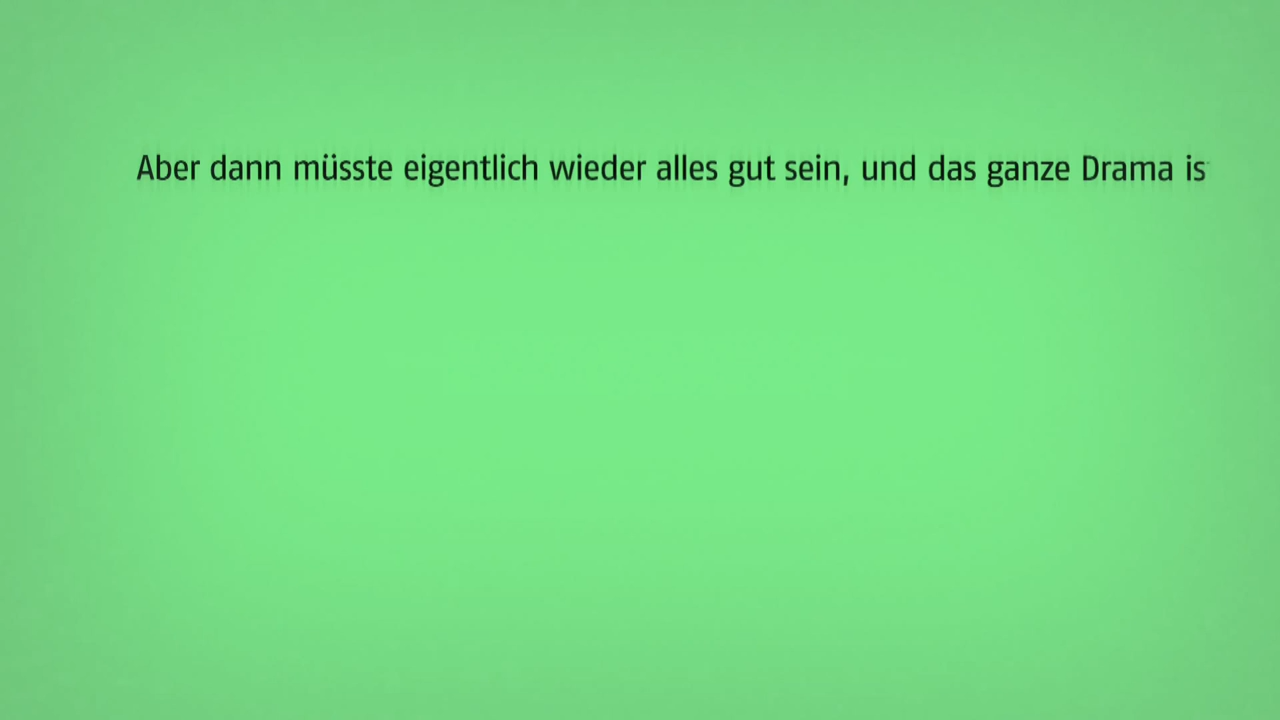 Aber dann müsste eigentlich wieder alles gut sein, und das ganze Drama is